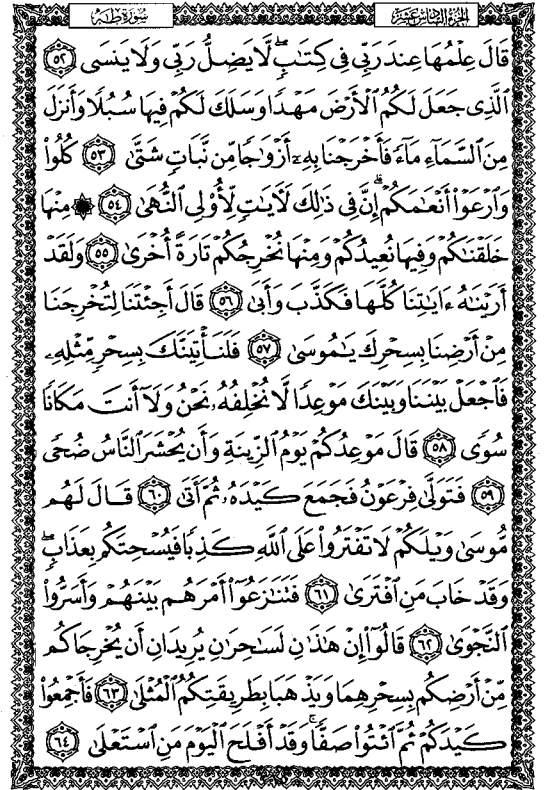 سُورَةُ طه
الجزء السادس عشر
قَالَ عِلْمُهَا عِندَ رَبِّي فِي كِتَٰبٍۖ لَّا يَضِلُّ رَبِّي وَلَا يَنسَى ٥٢
ٱلَّذِي جَعَلَ لَكُمُ ٱلْأَرْضَ مَهْدًا وَسَلَكَ لَكُمْ فِيهَا سُبُلًا وَأَنزَلَ
مِنَ ٱلسَّمَآءِ مَآءً فَأَخْرَجْنَا بِهِۦٓ أَزْوَٰجًا مِّن نَّبَاتٍ شَتَّىٰ ٥٣ كُلُوا۟
وَٱرْعَوْا۟ أَنْعَٰمَكُمْۗ إِنَّ فِي ذَٰلِكَ لَءَايَٰتٍ لِّأُو۟لِي ٱلنُّهَىٰ ٥٤ ۞ مِنْهَا
خَلَقْنَٰكُمْ وَفِيهَا نُعِيدُكُمْ وَمِنْهَا نُخْرِجُكُمْ تَارَةً أُخْرَىٰ ٥٥ وَلَقَدْ
أَرَيْنَٰهُ ءَايَٰتِنَا كُلَّهَا فَكَذَّبَ وَأَبَىٰ ٥٦ قَالَ أَجِئْتَنَا لِتُخْرِجَنَا
مِنْ أَرْضِنَا بِسِحْرِكَ يَٰمُوسَىٰ ٥٧ فَلَنَأْتِيَنَّكَ بِسِحْرٍ مِّثْلِهِۦ
فَٱجْعَلْ بَيْنَنَا وَبَيْنَكَ مَوْعِدًا لَّا نُخْلِفُهُۥ نَحْنُ وَلَآ أَنتَ مَكَانًا
سُوًى ٥٨ قَالَ مَوْعِدُكُمْ يَوْمُ ٱلزِّينَةِ وَأَن يُحْشَرَ ٱلنَّاسُ ضُحًى
٥٩ فَتَوَلَّىٰ فِرْعَوْنُ فَجَمَعَ كَيْدَهُۥ ثُمَّ أَتَىٰ ٦٠ قَالَ لَهُم
مُّوسَىٰ وَيْلَكُمْ لَا تَفْتَرُوا۟ عَلَى ٱللَّهِ كَذِبًا فَيُسْحِتَكُم بِعَذَابٍۖ
وَقَدْ خَابَ مَنِ ٱفْتَرَىٰ ٦١ فَتَنَٰزَعُوٓا۟ أَمْرَهُم بَيْنَهُمْ وَأَسَرُّوا۟
ٱلنَّجْوَىٰ ٦٢ قَالُوٓا۟ إِنْ هَٰذَٰنِ لَسَٰحِرَٰنِ يُرِيدَانِ أَن يُخْرِجَاكُم
مِّنْ أَرْضِكُم بِسِحْرِهِمَا وَيَذْهَبَا بِطَرِيقَتِكُمُ ٱلْمُثْلَىٰ ٦٣ فَأَجْمِعُوا۟
كَيْدَكُمْ ثُمَّ ٱئْتُوا۟ صَفًّاۚ وَقَدْ أَفْلَحَ ٱلْيَوْمَ مَنِ ٱسْتَعْلَىٰ ٦٤